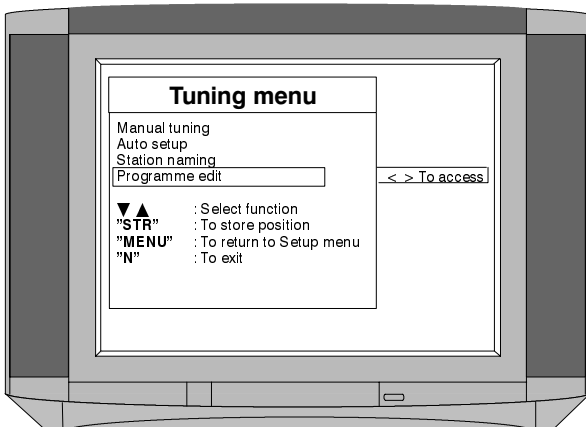 Tuning menu
Manual tuning
Auto setup
Station naming
Programme edit
< > To access
▼ ▲ : Select function
”STR” : To store position
”MENU” : To return to Setup menu
”N” : To exit